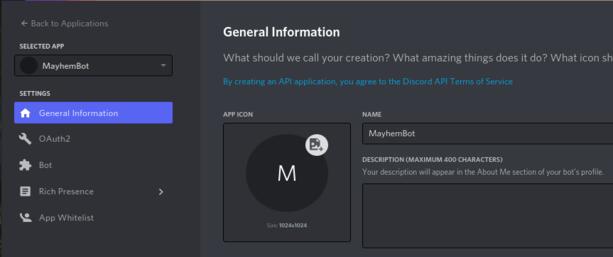 ← Back to Applications
SELECTED APP
MayhemBot
SETTINGS
General Information
OAuth2
Bot
Rich Presence
App Whitelist
General Information
What should we call your creation? What amazing things does it do? What icon sh
By creating an API application, you agree to the Discord API Terms of Service
APP ICON
M
Size: 1024x1024
NAME
MayhemBot
DESCRIPTION (MAXIMUM 400 CHARACTERS)
Your description will appear in the About Me section of your bot's profile.